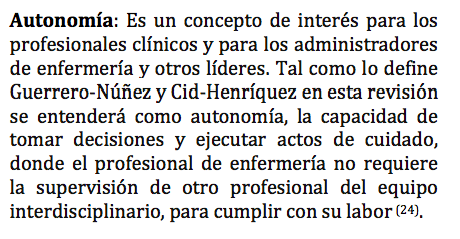 Autonomía: Es un concepto de interés para los
profesionales clínicos y para los administradores
de enfermería y otros líderes. Tal como lo define
Guerrero-Núñez y Cid-Henríquez en esta revisión
se entenderá como autonomía, la capacidad de
tomar decisiones y ejecutar actos de cuidado,
donde el profesional de enfermería no requiere
la supervisión de otro profesional del equipo
interdisciplinario, para cumplir con su labor (24).